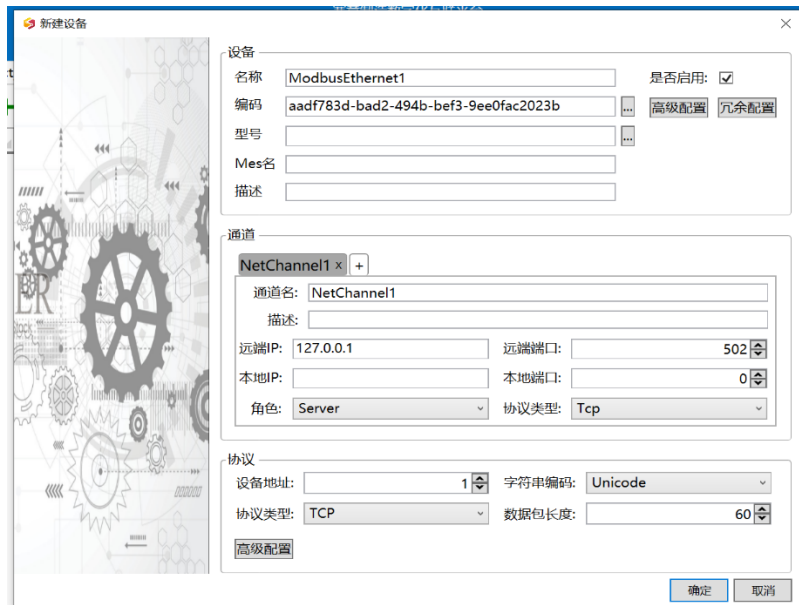 新建设备
设备
名称 ModbusEthernet1 是否启用:
编码 aadf783d-bad2-494b-bef3-9ee0fac2023b ... 高级配置 冗余配置
型号 ...
Mes名
描述
通道
NetChannel1 x +
通道名: NetChannel1
描述:
远端IP: 127.0.0.1 远端端口: 502
本地IP: 本地端口: 0
角色: Server 协议类型: Tcp
协议
设备地址: 1 字符串编码: Unicode
协议类型: TCP 数据包长度: 60
高级配置
确定 取消
ER